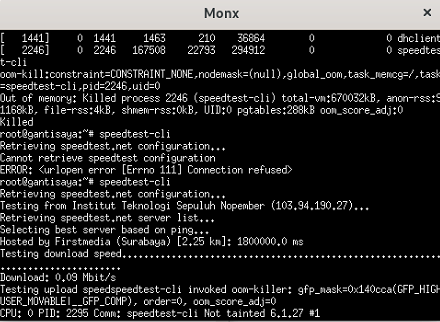 Monx
[   1441]     0  1441     1463      210    36864        0             0 dhclient
[   2246]     0  2246   167508    22793   294912        0             0 speedtes
t-cli
oom-kill:constraint=CONSTRAINT_NONE,nodemask=(null),global_oom,task_memcg=/,task
=speedtest-cli,pid=2246,uid=0
Out of memory: Killed process 2246 (speedtest-cli) total-vm:670032kB, anon-rss:9
1168kB, file-rss:4kB, shmem-rss:0kB, UID:0 pgtables:288kB oom_score_adj:0
Killed
root@gantisaya:~# speedtest-cli
Retrieving speedtest.net configuration...
Cannot retrieve speedtest configuration
ERROR: <urlopen error [Errno 111] Connection refused>
root@gantisaya:~# speedtest-cli
Retrieving speedtest.net configuration...
Testing from Institut Teknologi Sepuluh Nopember (103.94.190.27)...
Retrieving speedtest.net server list...
Selecting best server based on ping...
Hosted by Firstmedia (Surabaya) [2.25 km]: 1800000.0 ms
Testing download speed..........................................................
......................
Download: 0.09 Mbit/s
Testing upload speedspeedtest-cli invoked oom-killer: gfp_mask=0x140cca(GFP_HIGH
USER_MOVABLE|__GFP_COMP), order=0, oom_score_adj=0
CPU: 0 PID: 2295 Comm: speedtest-cli Not tainted 6.1.27 #1